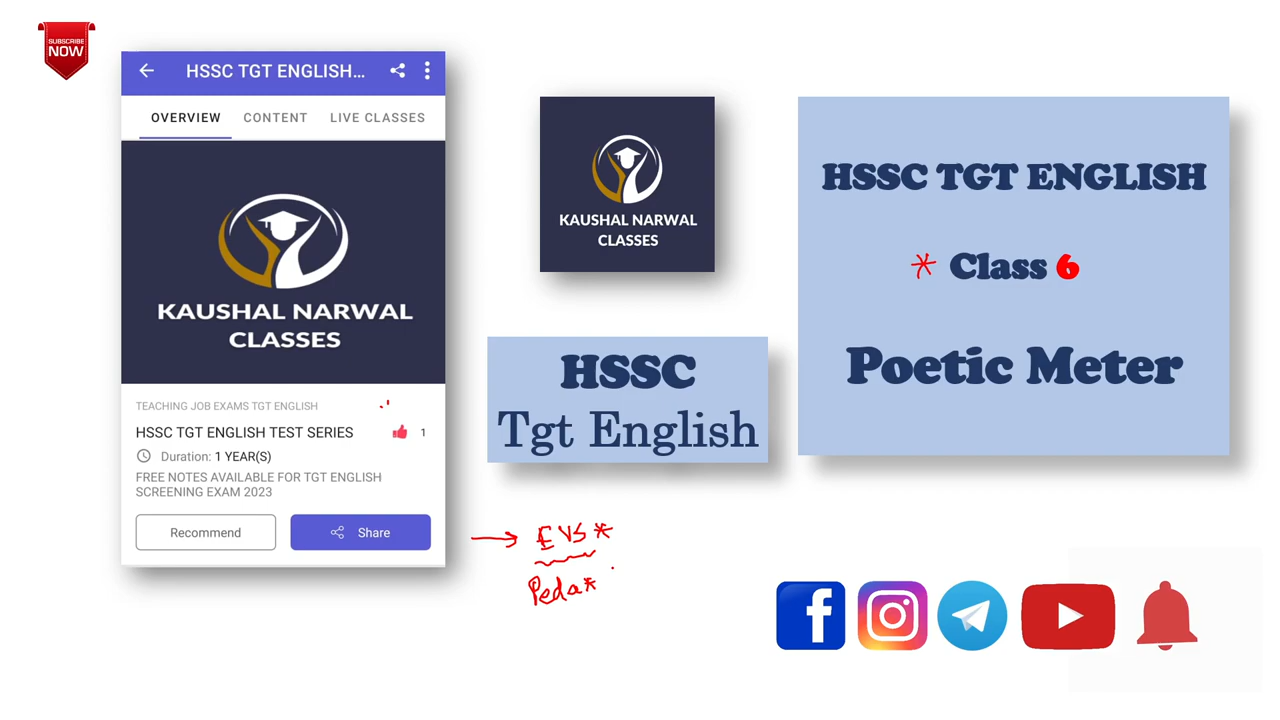 SUBSCRIBE
NOW
HSSC TGT ENGLISH...
OVERVIEW CONTENT LIVE CLASSES
KAUSHAL NARWAL
CLASSES
TEACHING JOB EXAMS TGT ENGLISH
HSSC TGT ENGLISH TEST SERIES 1
Duration: 1 YEAR(S)
FREE NOTES AVAILABLE FOR TGT ENGLISH
SCREENING EXAM 2023
Recommend Share
KAUSHAL NARWAL
CLASSES
HSSC
Tgt English
EVS*
Peda*
HSSC TGT ENGLISH
* Class 6
Poetic Meter